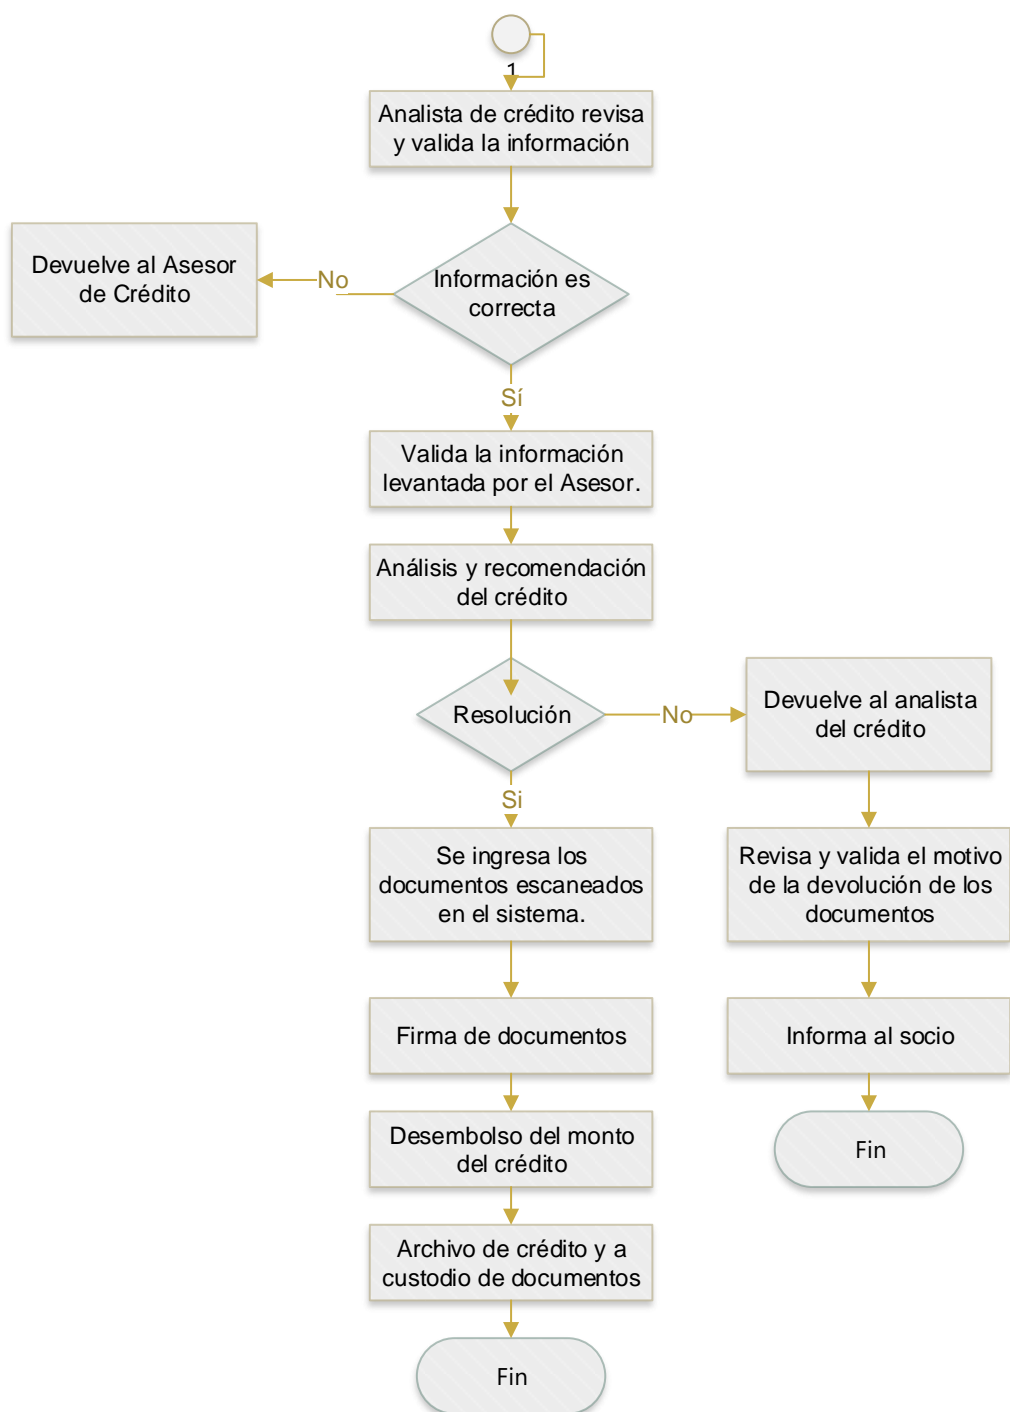 1
Analista de crédito revisa
y valida la información
Devuelve al Asesor
de Crédito
No
Información es
correcta
Sí
Valida la información
levantada por el Asesor.
Análisis y recomendación
del crédito
Resolución
No
Devuelve al analista
del crédito
Si
Se ingresa los
documentos escaneados
en el sistema.
Revisa y valida el motivo
de la devolución de los
documentos
Firma de documentos
Informa al socio
Desembolso del monto
del crédito
Fin
Archivo de crédito y a
custodio de documentos
Fin